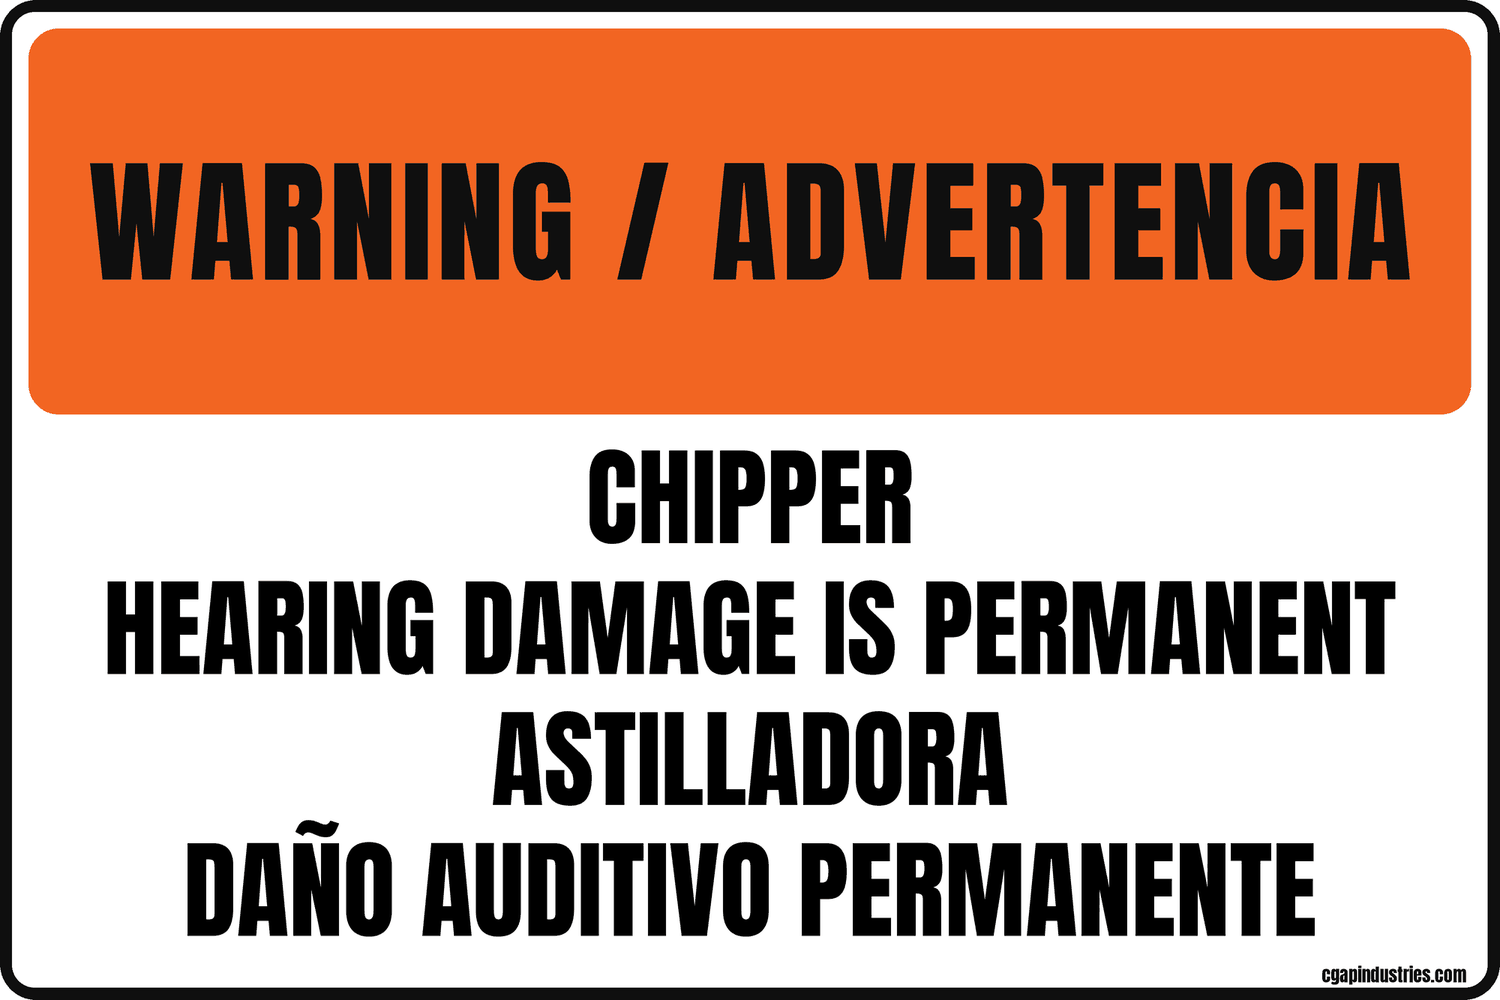 WARNING / ADVERTENCIA
CHIPPER
HEARING DAMAGE IS PERMANENT
ASTILLADORA
DAÑO AUDITIVO PERMANENTE
cgapindustries.com